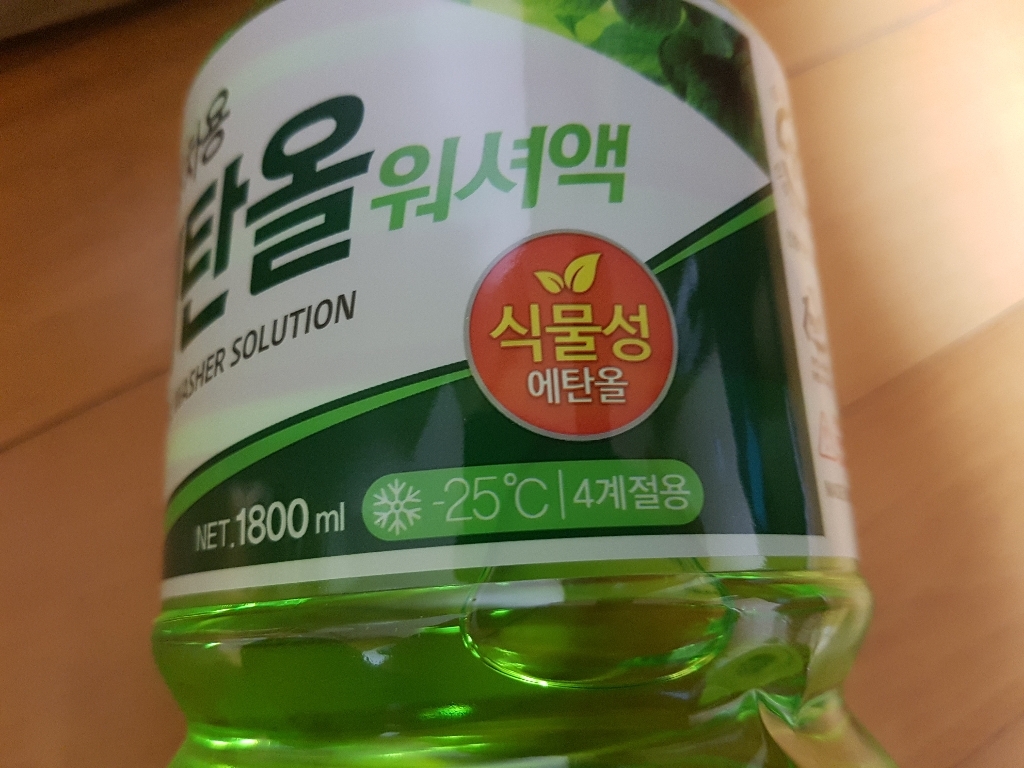 차용
탄올 워셔액
WASHER SOLUTION
식물성
에탄올
NET.1800 ml
-25℃ 4계절용